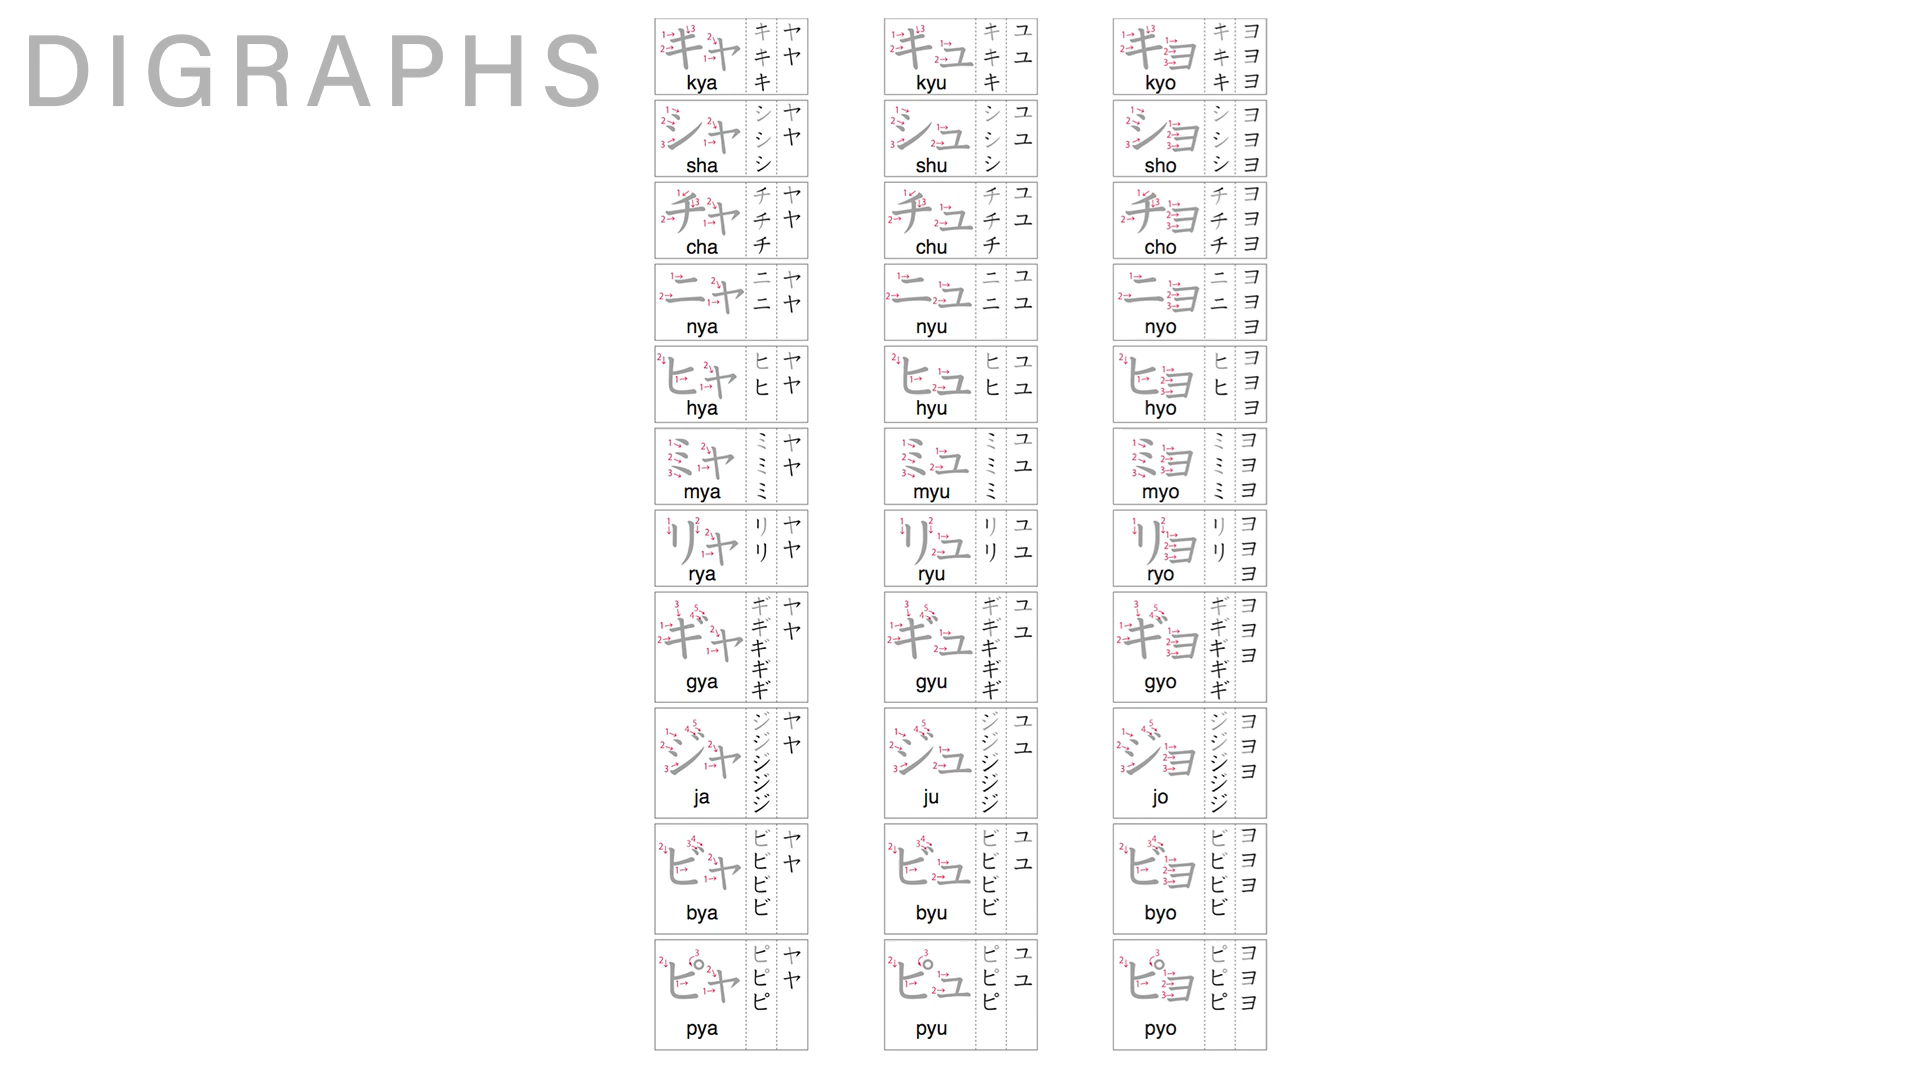 DIGRAPHS
キャ キュ キョ
kya kyu kyo
シャ シュ ショ
sha shu sho
チャ チュ チョ
cha chu cho
ニャ ニュ ニョ
nya nyu nyo
ヒャ ヒュ ヒョ
hya hyu hyo
ミャ ミュ ミョ
mya myu myo
リャ リュ リョ
rya ryu ryo
ギャ ギュ ギョ
gya gyu gyo
ジャ ジュ ジョ
ja ju jo
ビャ ビュ ビョ
bya byu byo
ピャ ピュ ピョ
pya pyu pyo